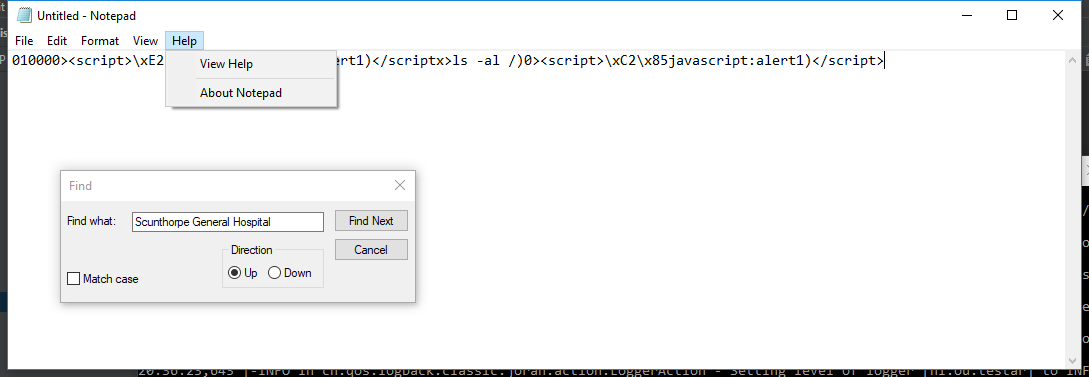 Untitled - Notepad
File Edit Format View Help
010000><script>\xE2 ert1)</scriptx>ls -al /)0><script>\xC2\x85javascript:alert1)</script>
View Help
About Notepad
Find
Find what: Scunthorpe General Hospital Find Next
Direction Cancel
Up Down
Match case
20:36:23,643 |-INFO in ch.qos.logback.classic.joran.action.LoggerAction - Setting level of logger [nl.ou.testar] to INF